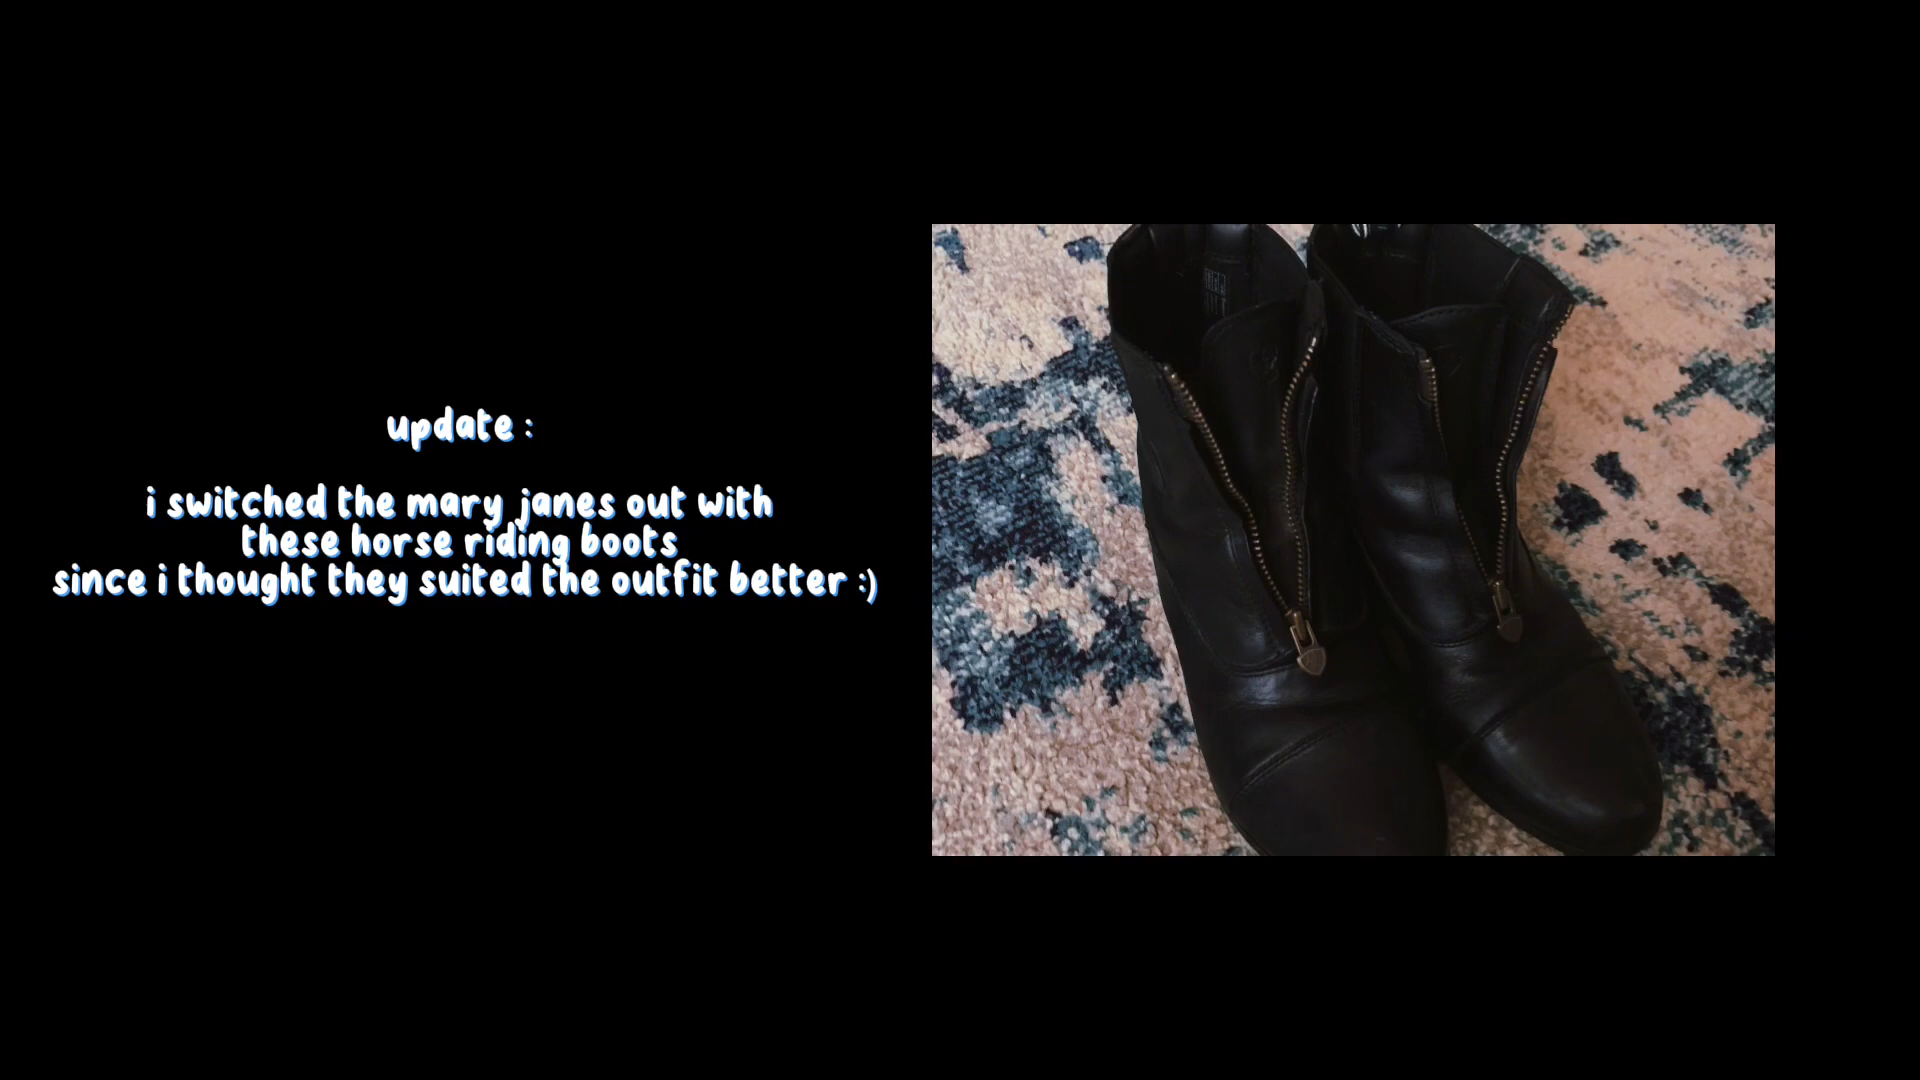 update :
i switched the mary janes out with
these horse riding boots
since i thought they suited the outfit better :)